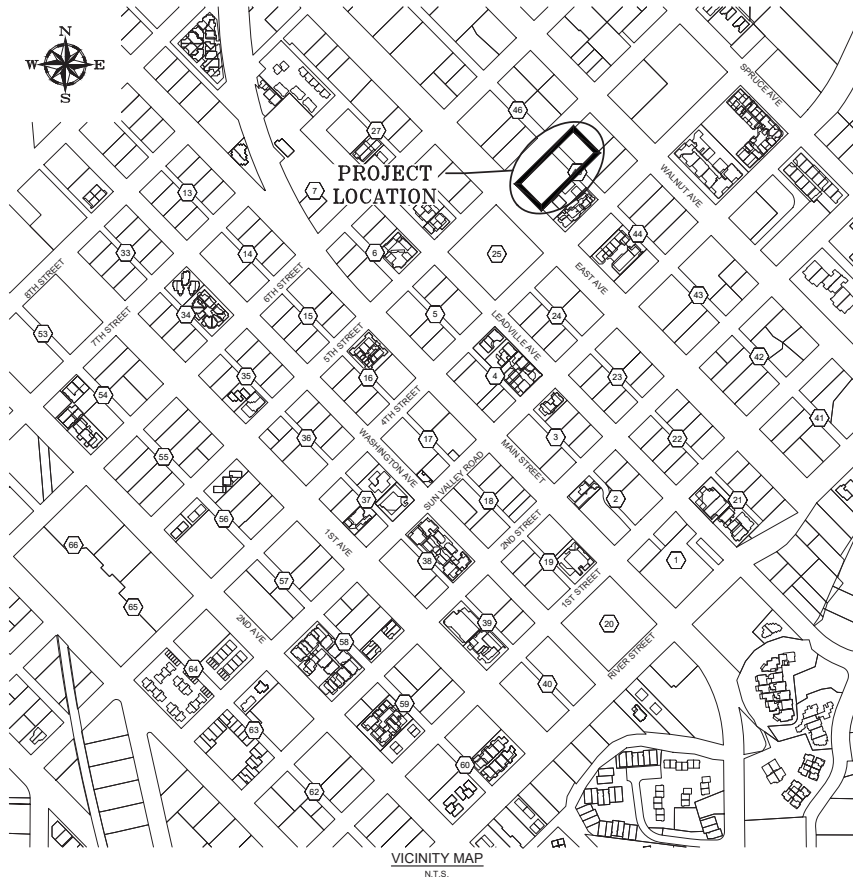 N
W E
S
SPRUCE AVE
46
27
PROJECT
LOCATION
WALNUT AVE
13
7
44
33
14
6
25
EAST AVE
8TH STREET
6TH STREET
43
53
7TH STREET
34
15
5
24
5TH STREET
LEADVILLE AVE
42
54
35
16
4
23
4TH STREET
41
55
36
WASHINGTON AVE
17
MAIN STREET
3
22
SUN VALLEY ROAD
56
37
18
2
21
66
1ST AVE
38
2ND STREET
19
1
65
57
1ST STREET
2ND AVE
58
39
20
RIVER STREET
64
63
59
40
62
60
VICINITY MAP
N.T.S.